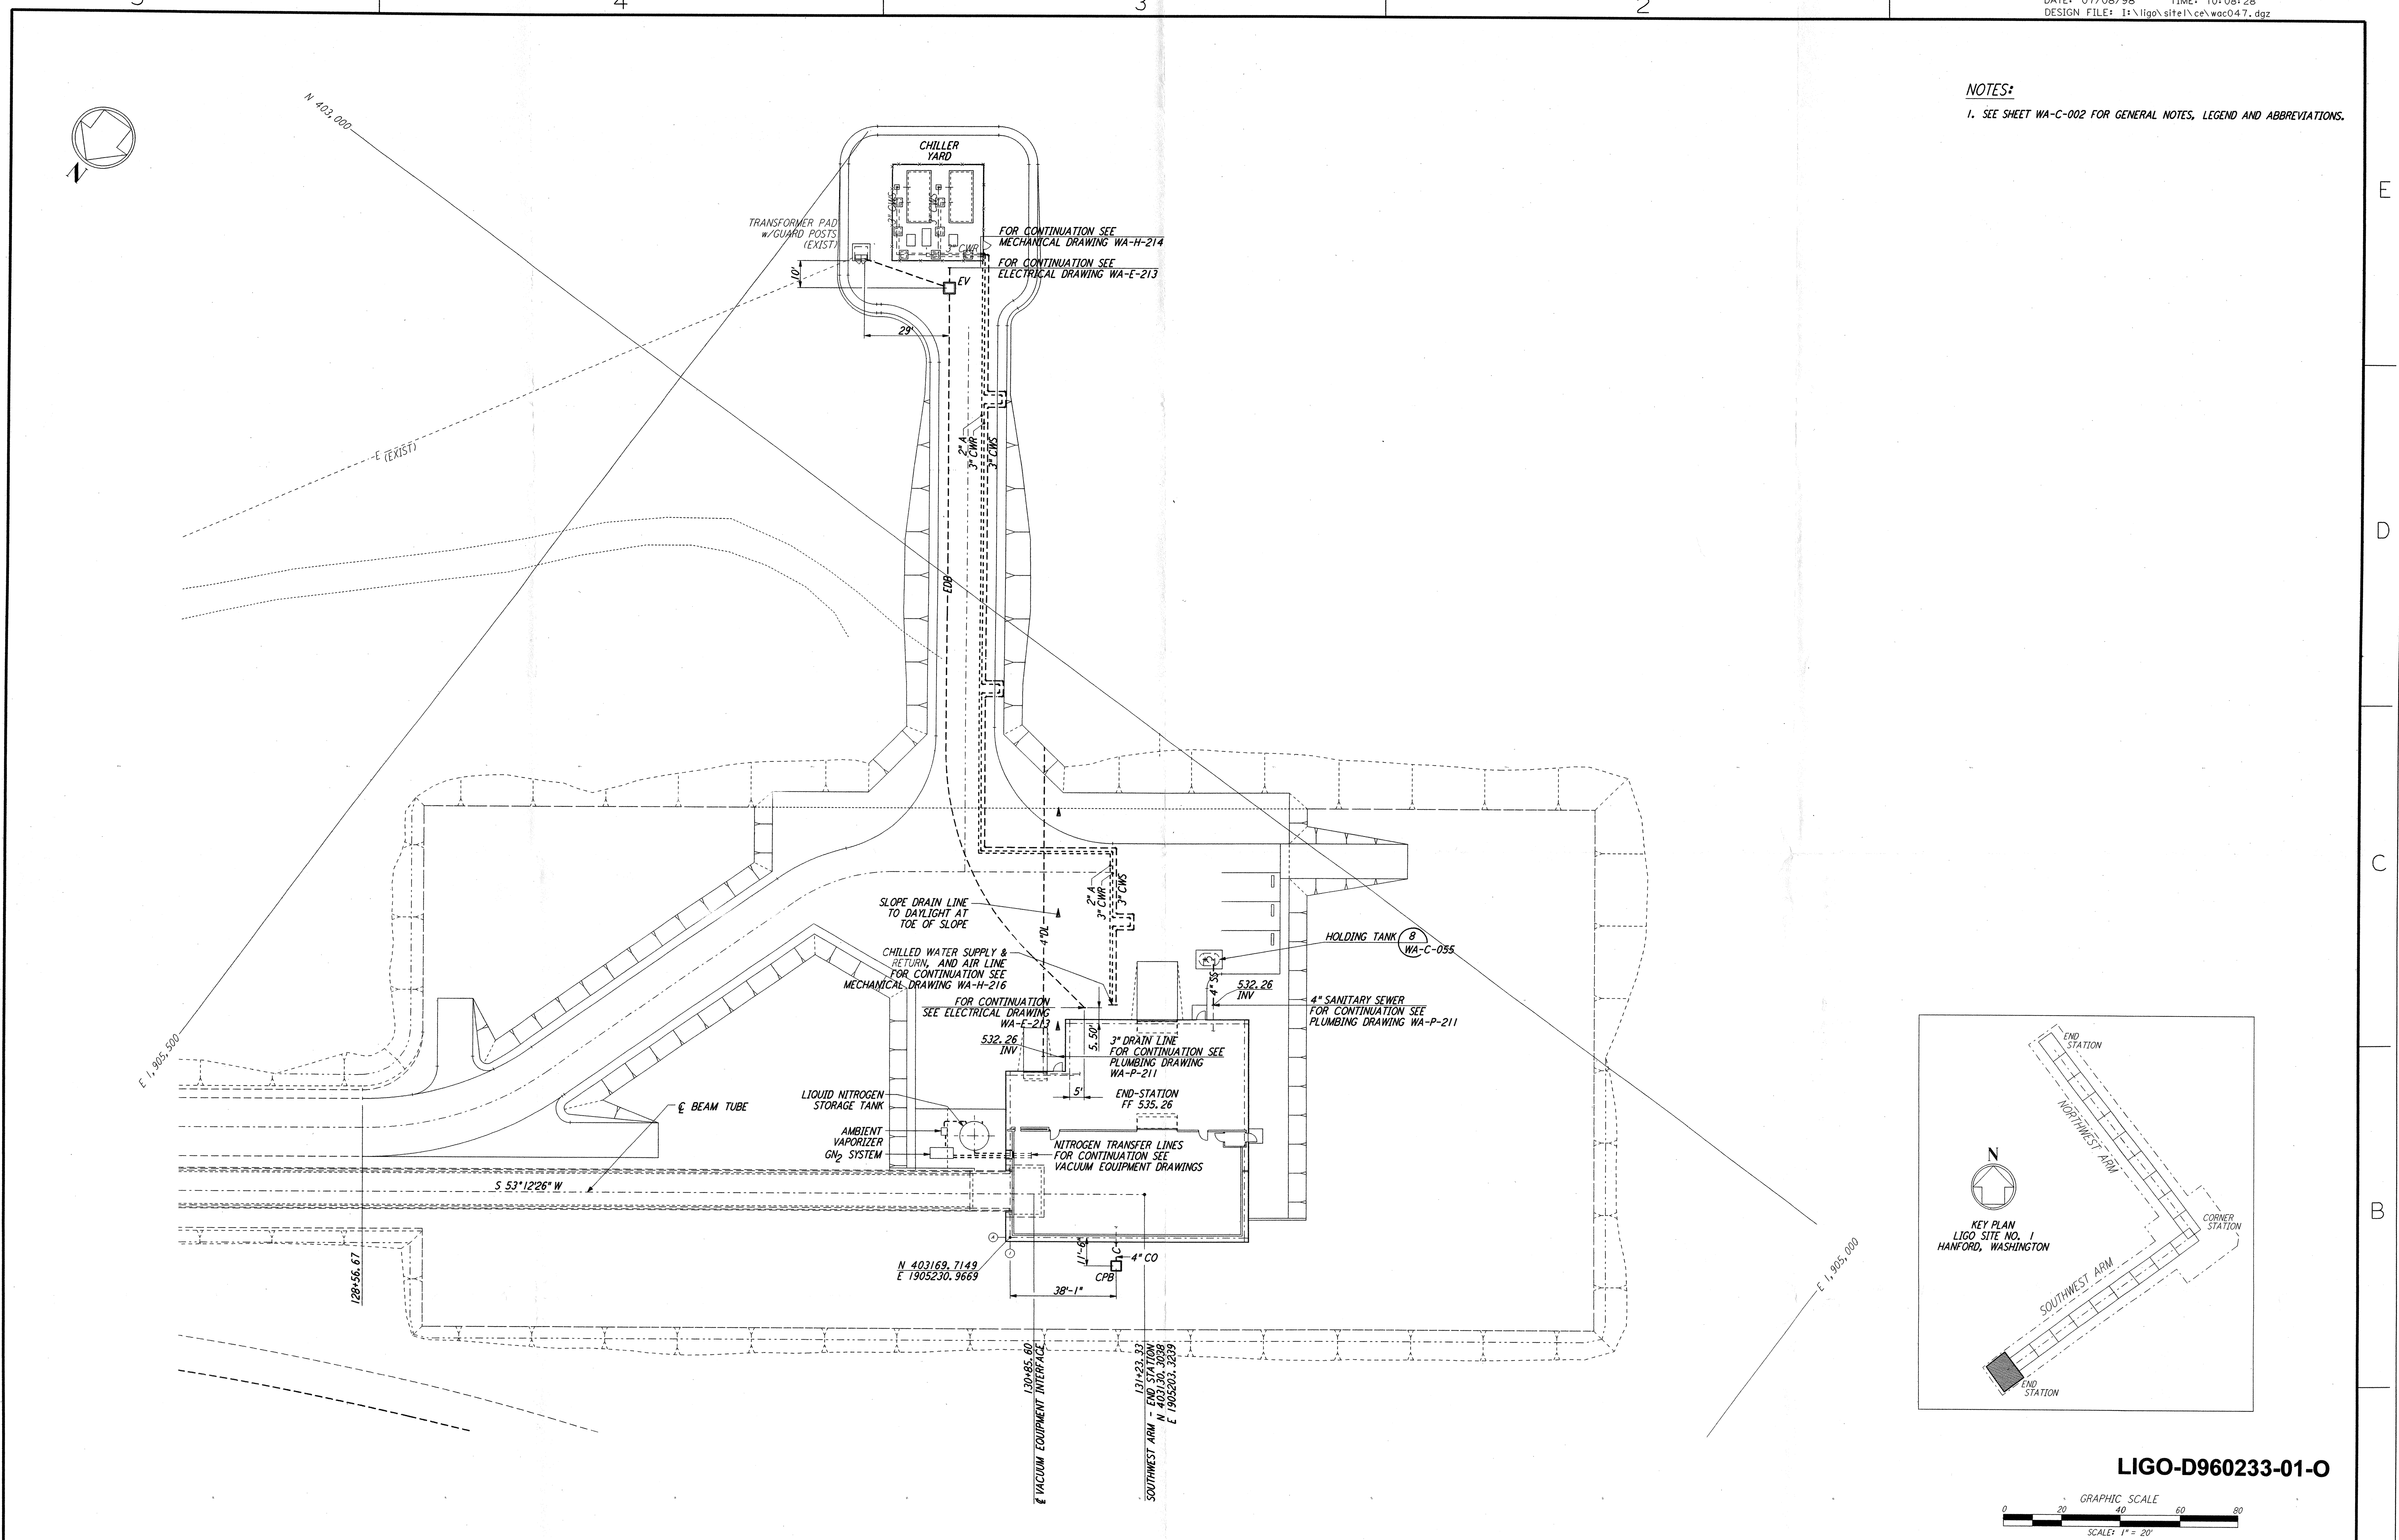 4
3
2
DATE: 07/08/98 TIME: 10:08:28
DESIGN FILE: I:\ligo\site1\ce\wac047.dgz
NOTES:
1. SEE SHEET WA-C-002 FOR GENERAL NOTES, LEGEND AND ABBREVIATIONS.
E
D
C
B
N
N 403,000
CHILLER
YARD
TRANSFORMER PAD
w/GUARD POSTS
(EXIST)
3" CWR
FOR CONTINUATION SEE
MECHANICAL DRAWING WA-H-214
FOR CONTINUATION SEE
ELECTRICAL DRAWING WA-E-213
10'
EV
29'
E (EXIST)
2" A
3" CWR
3" CWS
EDB
SLOPE DRAIN LINE
TO DAYLIGHT AT
TOE OF SLOPE
4"DL
2" A
3" CWR
3" CWS
CHILLED WATER SUPPLY &
RETURN, AND AIR LINE
FOR CONTINUATION SEE
MECHANICAL DRAWING WA-H-216
FOR CONTINUATION
SEE ELECTRICAL DRAWING
WA-E-213
HOLDING TANK
8
WA-C-055
4" SS
532.26
INV
4" SANITARY SEWER
FOR CONTINUATION SEE
PLUMBING DRAWING WA-P-211
5.50'
532.26
INV
3" DRAIN LINE
FOR CONTINUATION SEE
PLUMBING DRAWING
WA-P-211
5'
END-STATION
FF 535.26
E 1,905,500
LIQUID NITROGEN
STORAGE TANK
AMBIENT
VAPORIZER
GN2 SYSTEM
NITROGEN TRANSFER LINES
FOR CONTINUATION SEE
VACUUM EQUIPMENT DRAWINGS
℄ BEAM TUBE
S 53°12'26" W
128+56.67
N 403169.7149
E 1905230.9669
11'-6"
C
4" CO
CPB
38'-1"
130+85.60
℄ VACUUM EQUIPMENT INTERFACE
131+23.33
SOUTHWEST ARM - END STATION
N 403130.3038
E 1905203.3239
E 1,905,000
END
STATION
NORTHWEST ARM
N
KEY PLAN
LIGO SITE NO. 1
HANFORD, WASHINGTON
CORNER
STATION
SOUTHWEST ARM
END
STATION
LIGO-D960233-01-O
GRAPHIC SCALE
0 20 40 60 80
SCALE: 1" = 20'